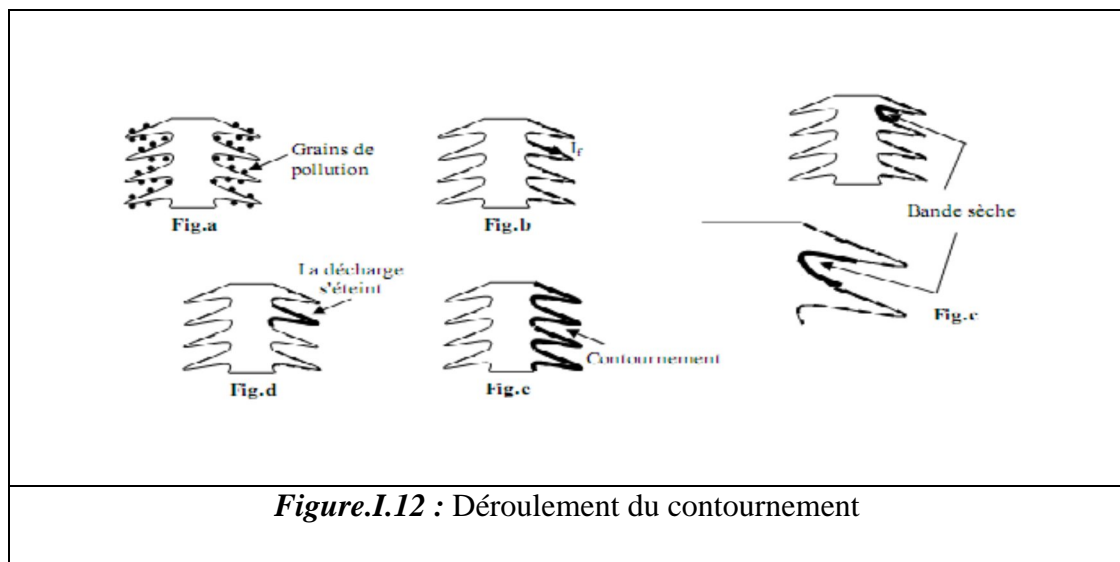 Grains de
pollution
Fig.a
I_f
Fig.b
Bande sèche
Fig.c
La décharge
s'éteint
Fig.d
Contournement
Fig.e
Figure.I.12 : Déroulement du contournement